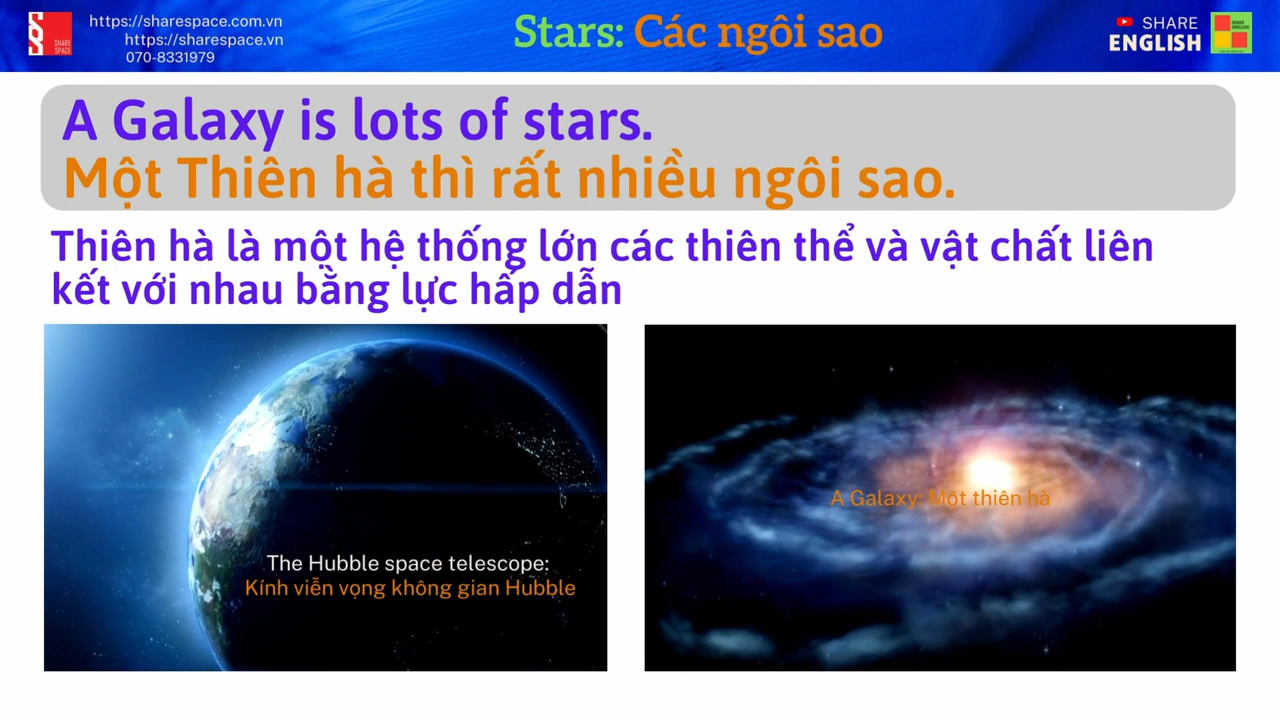 https://sharespace.com.vn
https://sharespace.vn
070-8331979
SHARE
SPACE
Stars: Các ngôi sao
SHARE
ENGLISH
A Galaxy is lots of stars.
Một Thiên hà thì rất nhiều ngôi sao.
Thiên hà là một hệ thống lớn các thiên thể và vật chất liên
kết với nhau bằng lực hấp dẫn
The Hubble space telescope:
Kính viễn vọng không gian Hubble
A Galaxy: Một thiên hà